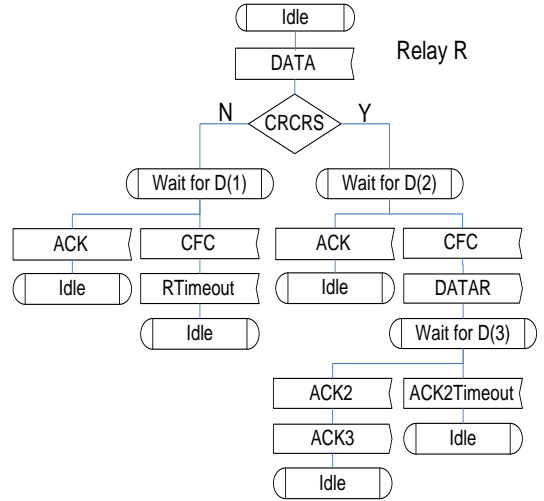 Idle
Relay R
DATA
N
CRCRS
Y
Wait for D(1)
Wait for D(2)
ACK
CFC
ACK
CFC
Idle
RTimeout
Idle
DATAR
Idle
Wait for D(3)
ACK2
ACK2Timeout
ACK3
Idle
Idle